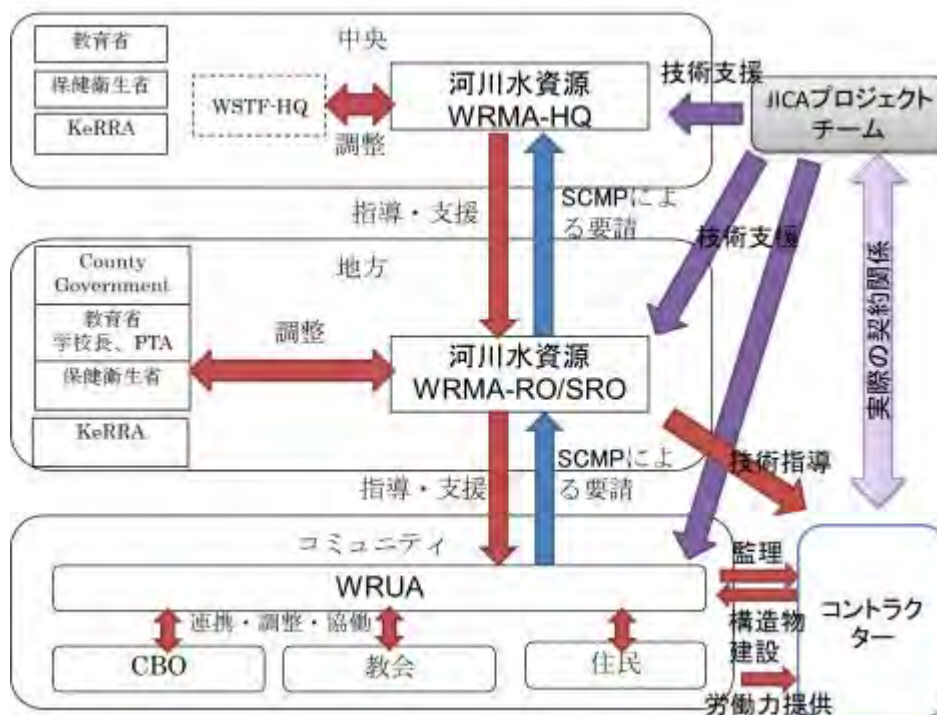 教育省
保健衛生省
KeRRA
中央
WSTF-HQ
調整
河川水資源
WRMA-HQ
技術支援
JICAプロジェクト
チーム
指導・支援
SCMPによ
る要請
技術支援
地方
County
Government
教育省
学校長、PTA
保健衛生省
KeRRA
調整
河川水資源
WRMA-RO/SRO
実際の契約関係
指導・支援
SCMPによ
る要請
技術指導
コミュニティ
WRUA
連携・調整・協働
CBO
教会
住民
監理
構造物
建設
労働力提供
コントラク
ター